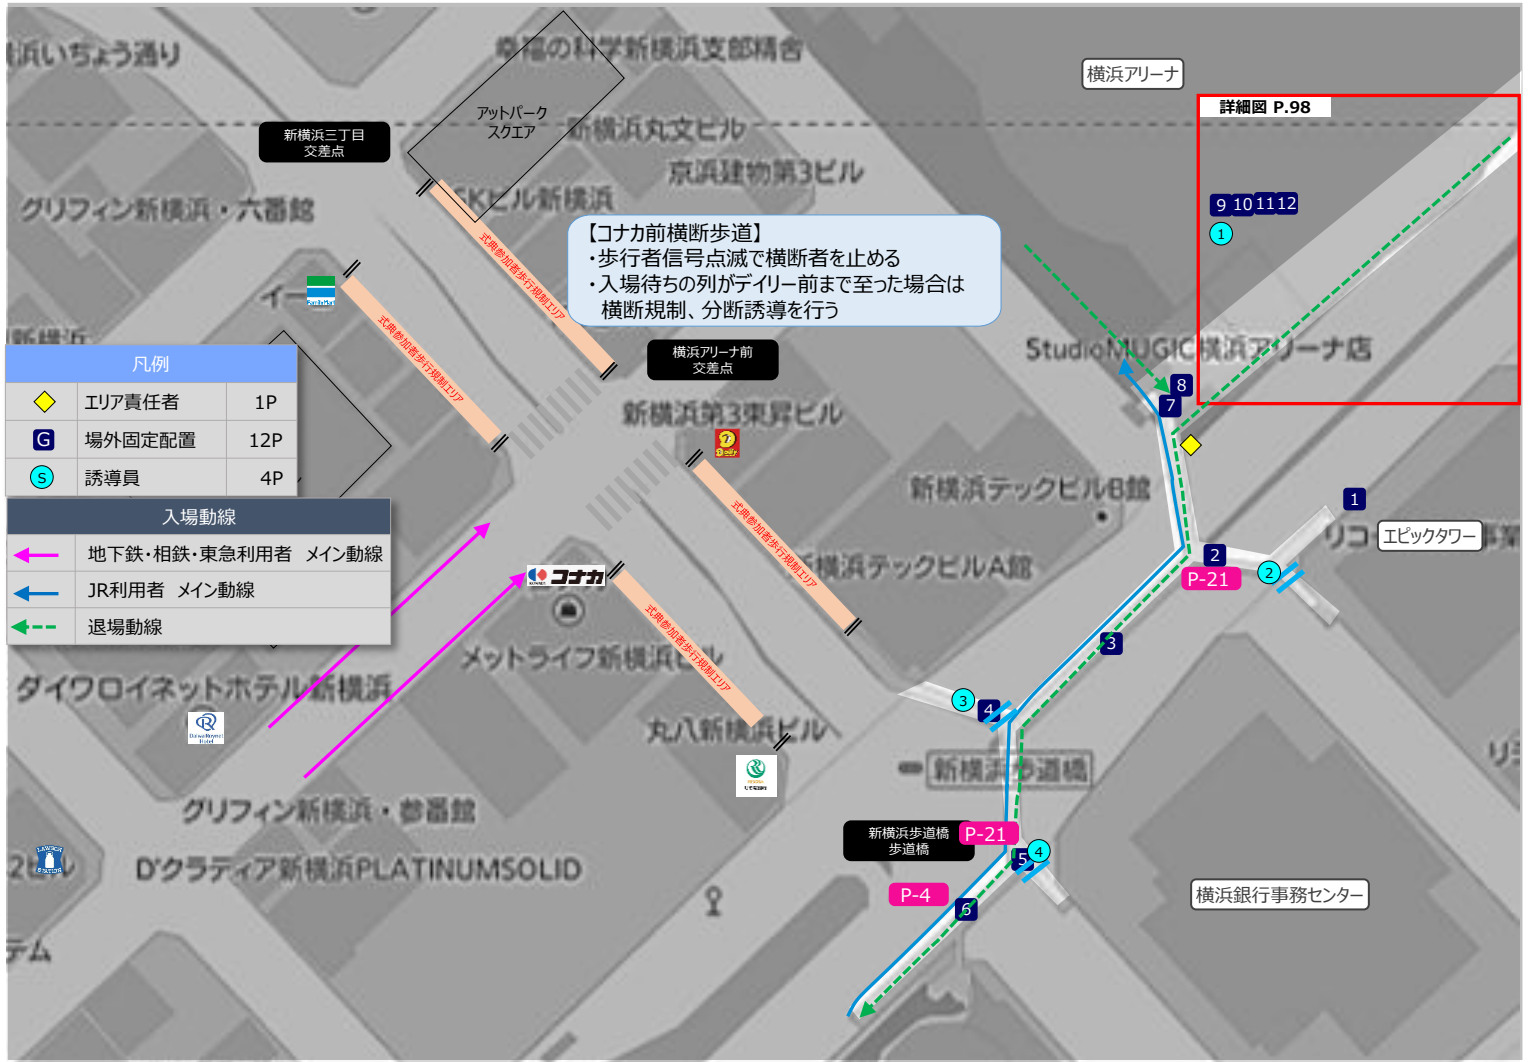 浜いちょう通り
幸福の科学新横浜支部精舎
横浜アリーナ
詳細図 P.98
アットパーク
スクエア
新横浜三丁目
交差点
新横浜丸文ビル
京浜建物第3ビル
SKビル新横浜
グリフィン新横浜・六番館
9 10 11 12
1
【コナカ前横断歩道】
・歩行者信号点滅で横断者を止める
・入場待ちの列がデイリー前まで至った場合は
横断規制、分断誘導を行う
式典参加者歩行規制エリア
式典参加者歩行規制エリア
イー
FamilyMart
新横浜
StudioMUGIC横浜アリーナ店
横浜アリーナ前
交差点
凡例
エリア責任者 1P
G 場外固定配置 12P
S 誘導員 4P
8
7
新横浜第3東昇ビル
Daily
新横浜テックビルB館
1
リコ
エピックタワー
事業
入場動線
地下鉄・相鉄・東急利用者 メイン動線
JR利用者 メイン動線
退場動線
式典参加者歩行規制エリア
2
P-21
2
コナカ
新横浜テックビルA館
式典参加者歩行規制エリア
3
メットライフ新横浜ビル
ダイワロイネットホテル新横浜
DaiwaRoynet
Hotel
3
4
丸八新横浜ビル
新横浜歩道橋
りそな銀行
グリフィン新横浜・参番館
新横浜歩道橋
歩道橋
P-21
5
4
LAWSON
STATION
D'クラディア新横浜PLATINUMSOLID
P-4
6
横浜銀行事務センター
テム